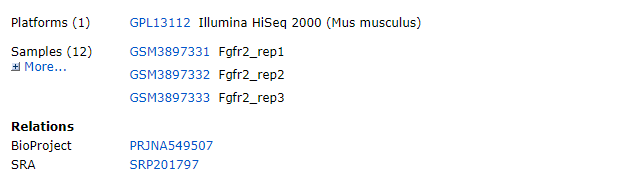 Platforms (1) GPL13112 Illumina HiSeq 2000 (Mus musculus)
Samples (12) GSM3897331 Fgfr2_rep1
More... GSM3897332 Fgfr2_rep2
GSM3897333 Fgfr2_rep3
Relations
BioProject PRJNA549507
SRA SRP201797